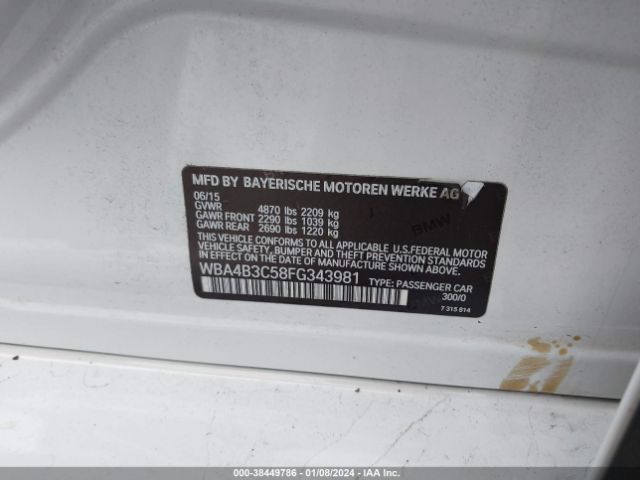 MFD BY BAYERISCHE MOTOREN WERKE AG
06/15
GVWR 4870 lbs 2209 kg
GAWR FRONT 2290 lbs 1039 kg
GAWR REAR 2690 lbs 1220 kg
THIS VEHICLE CONFORMS TO ALL APPLICABLE U.S.FEDERAL MOTOR
VEHICLE SAFETY, BUMPER AND THEFT PREVENTION STANDARDS
IN EFFECT ON THE DATE OF MANUFACTURE SHOWN ABOVE.
WBA4B3C58FG343981 TYPE: PASSENGER CAR
300/0
7 315 814
BMW
000-38449786 - 01/08/2024 - IAA Inc.